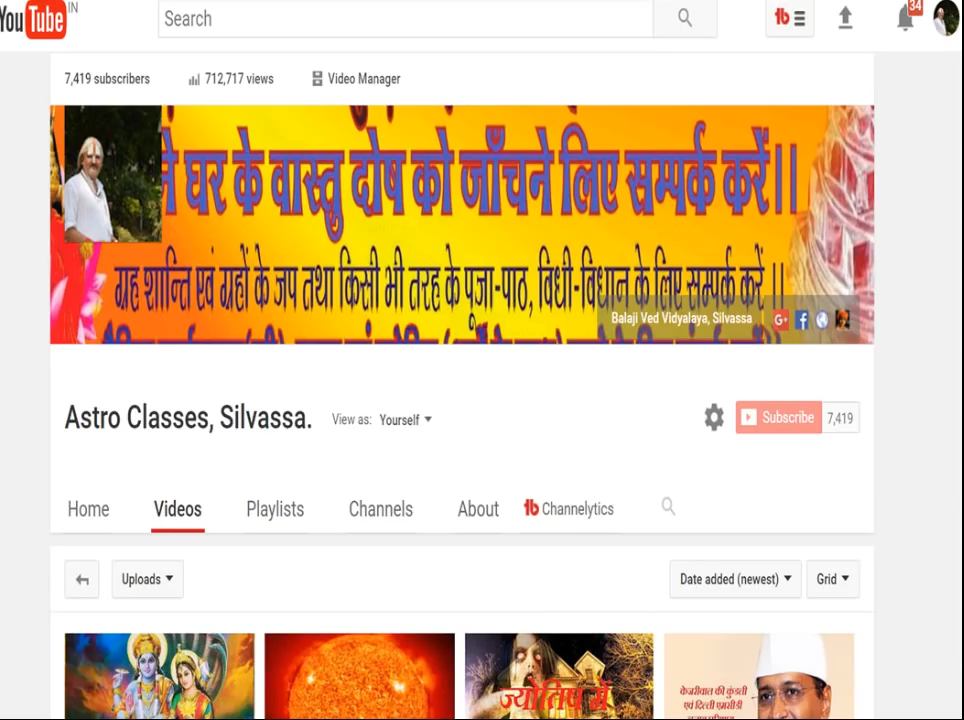 YouTube IN
Search
34
7,419 subscribers
712,717 views
Video Manager
घर के वास्तु दोष को जाँचने लिए सम्पर्क करें।।
ग्रह शान्ति एवं ग्रहों के जप तथा किसी भी तरह के पूजा-पाठ, विधी-विधान के लिए सम्पर्क करें ||
Balaji Ved Vidyalaya, Silvassa
Astro Classes, Silvassa.
View as: Yourself
Subscribe 7,419
Home
Videos
Playlists
Channels
About
Channelytics
Uploads
Date added (newest)
Grid
ज्योतिष में
केजरीवाल की कुंडली
एवं दिल्ली एमसीडी